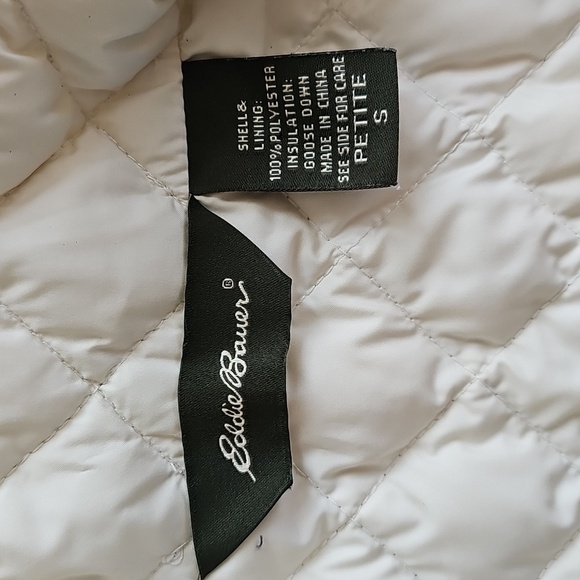 Eddie Bauer®
SHELL &
LINING:
100% POLYESTER
INSULATION:
GOOSE DOWN
MADE IN CHINA
SEE SIDE FOR CARE
PETITE
S